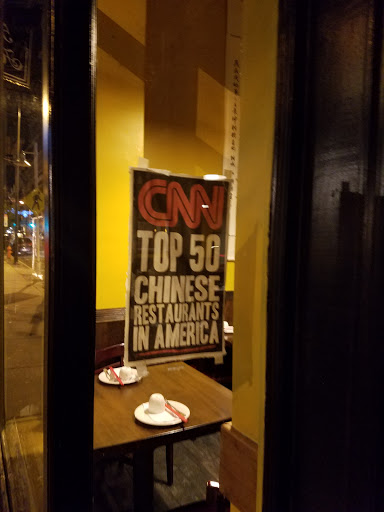 CNN
TOP 50
CHINESE
RESTAURANTS
IN AMERICA